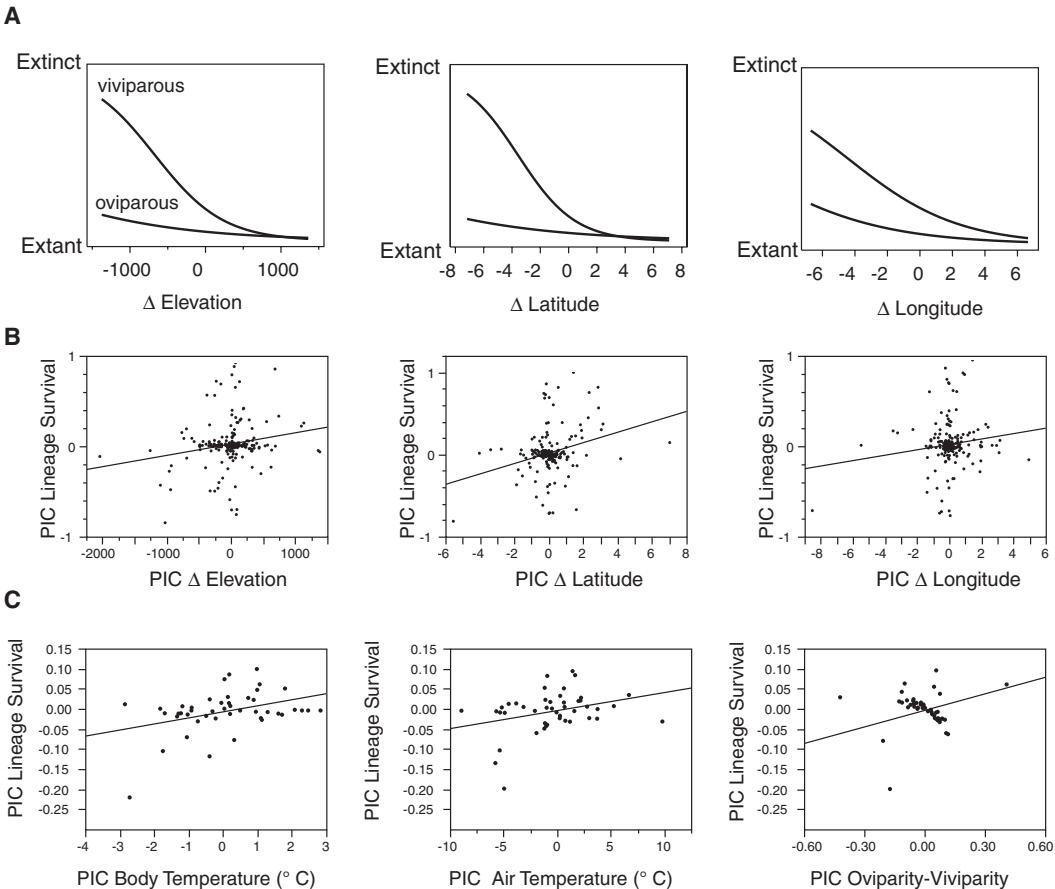 A
Extinct
viviparous
oviparous
Extant
-1000 0 1000
Δ Elevation
Extinct
Extant
-8 -6 -4 -2 0 2 4 6 8
Δ Latitude
Extinct
Extant
-6 -4 -2 0 2 4 6
Δ Longitude
B
PIC Lineage Survival
1
0
-1
-2000 -1000 0 1000
PIC Δ Elevation
PIC Lineage Survival
1
0
-1
-6 -4 -2 0 2 4 6 8
PIC Δ Latitude
PIC Lineage Survival
1
0
-1
-8 -6 -4 -2 0 2 4 6
PIC Δ Longitude
C
PIC Lineage Survival
0.15
0.05
0.00
-0.05
-0.10
-0.15
-0.20
-0.25
-4 -3 -2 -1 0 1 2 3
PIC Body Temperature (° C)
PIC Lineage Survival
0.15
0.10
0.05
0.00
-0.05
-0.10
-0.15
-0.20
-0.25
-10 -5 0 5 10
PIC Air Temperature (° C)
PIC Lineage Survival
0.15
0.10
0.05
0.00
-0.05
-0.10
-0.15
-0.20
-0.25
-0.60 -0.30 0.00 0.30 0.60
PIC Oviparity-Viviparity